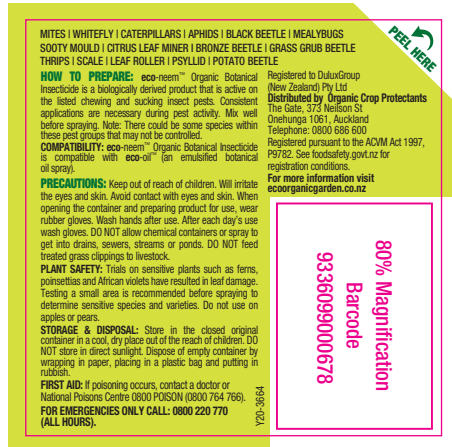 MITES | WHITEFLY | CATERPILLARS | APHIDS | BLACK BEETLE | MEALYBUGS
SOOTY MOULD | CITRUS LEAF MINER | BRONZE BEETLE | GRASS GRUB BEETLE
THRIPS | SCALE | LEAF ROLLER | PSYLLID | POTATO BEETLE
PEEL HERE
HOW TO PREPARE: eco-neem™ Organic Botanical
Insecticide is a biologically derived product that is active on
the listed chewing and sucking insect pests. Consistent
applications are necessary during pest activity. Mix well
before spraying. Note: There could be some species within
these pest groups that may not be controlled.
COMPATIBILITY: eco-neem™ Organic Botanical Insecticide
is compatible with eco-oil™ (an emulsified botanical
oil spray).
PRECAUTIONS: Keep out of reach of children. Will irritate
the eyes and skin. Avoid contact with eyes and skin. When
opening the container and preparing product for use, wear
rubber gloves. Wash hands after use. After each day's use
wash gloves. DO NOT allow chemical containers or spray to
get into drains, sewers, streams or ponds. DO NOT feed
treated grass clippings to livestock.
PLANT SAFETY: Trials on sensitive plants such as ferns,
poinsettias and African violets have resulted in leaf damage.
Testing a small area is recommended before spraying to
determine sensitive species and varieties. Do not use on
apples or pears.
STORAGE & DISPOSAL: Store in the closed original
container in a cool, dry place out of the reach of children. DO
NOT store in direct sunlight. Dispose of empty container by
wrapping in paper, placing in a plastic bag and putting in
rubbish.
FIRST AID: If poisoning occurs, contact a doctor or
National Poisons Centre 0800 POISON (0800 764 766).
FOR EMERGENCIES ONLY CALL: 0800 220 770
(ALL HOURS).
Registered to DuluxGroup
(New Zealand) Pty Ltd
Distributed by Organic Crop Protectants
The Gate, 373 Neilson St
Onehunga 1061, Auckland
Telephone: 0800 686 600
Registered pursuant to the ACVM Act 1997,
P9782. See foodsafety.govt.nz for
registration conditions.
For more information visit
ecoorganicgarden.co.nz
80% Magnification
Barcode
9336099000678
Y20-3664